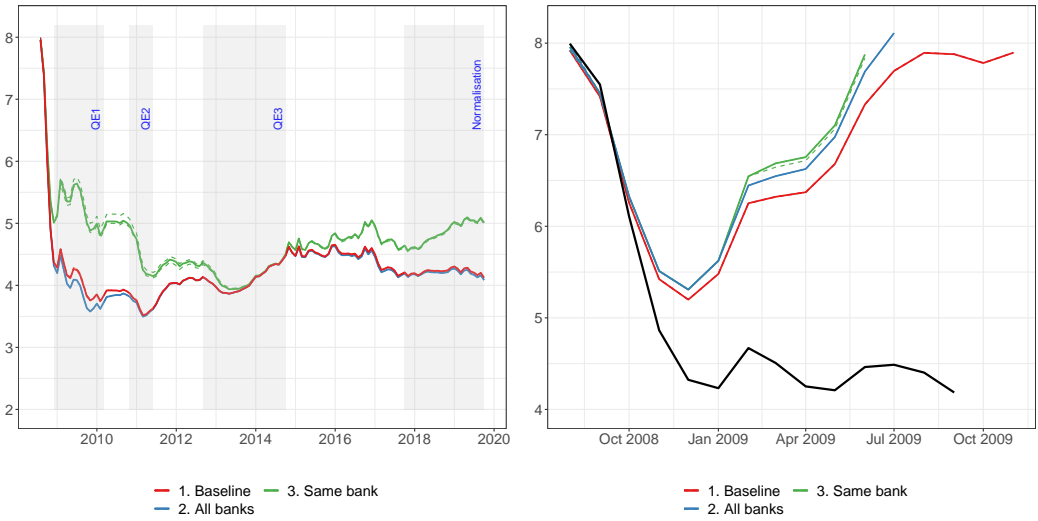 8
7
6
5
4
3
2
QE1
QE2
QE3
Normalisation
2010
2012
2014
2016
2018
2020
1. Baseline
3. Same bank
2. All banks
8
7
6
5
4
Oct 2008
Jan 2009
Apr 2009
Jul 2009
Oct 2009
1. Baseline
3. Same bank
2. All banks